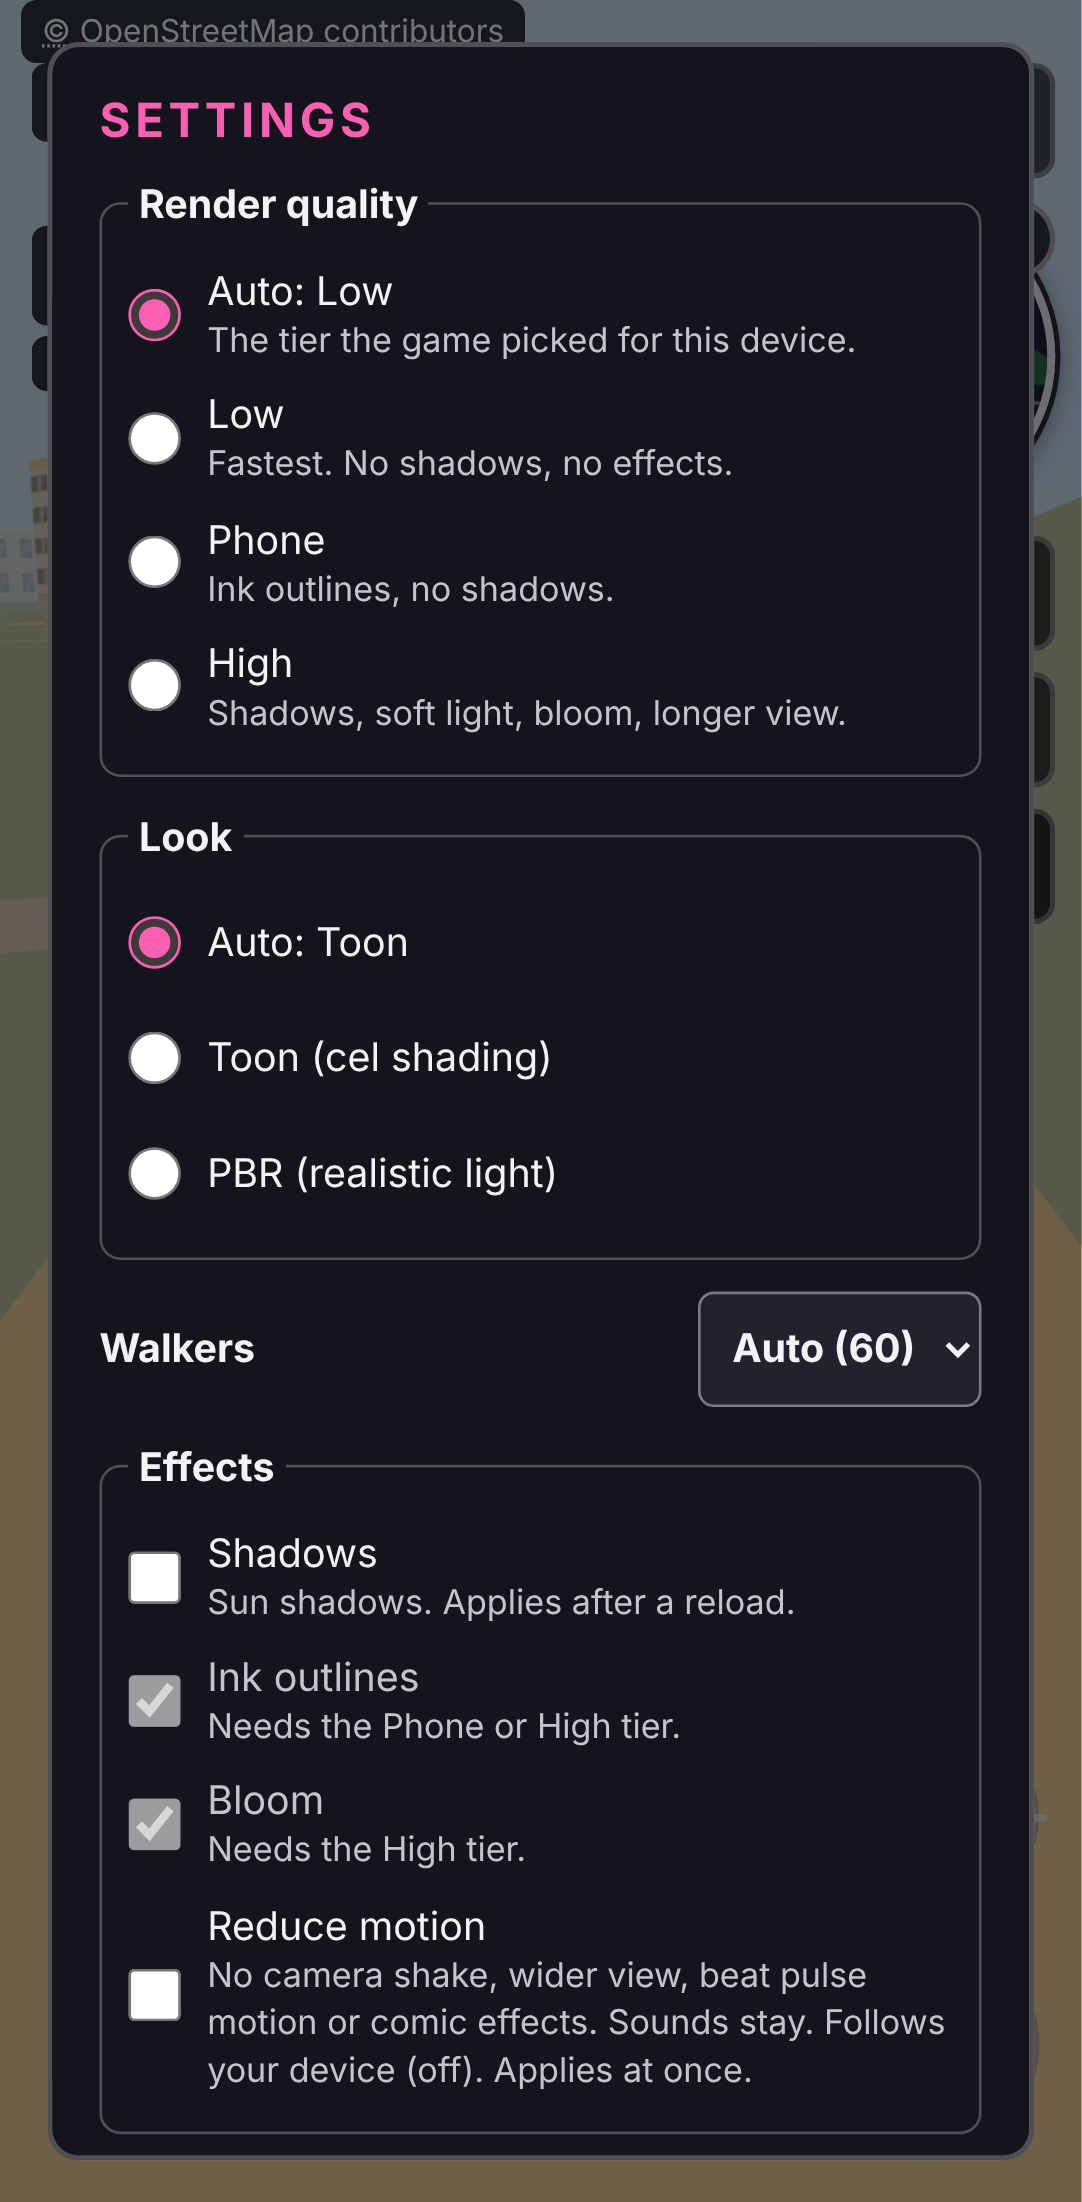 © OpenStreetMap contributors
SETTINGS
Render quality
Auto: Low
The tier the game picked for this device.
Low
Fastest. No shadows, no effects.
Phone
Ink outlines, no shadows.
High
Shadows, soft light, bloom, longer view.
Look
Auto: Toon
Toon (cel shading)
PBR (realistic light)
Walkers
Auto (60)
Effects
Shadows
Sun shadows. Applies after a reload.
Ink outlines
Needs the Phone or High tier.
Bloom
Needs the High tier.
Reduce motion
No camera shake, wider view, beat pulse
motion or comic effects. Sounds stay. Follows
your device (off). Applies at once.